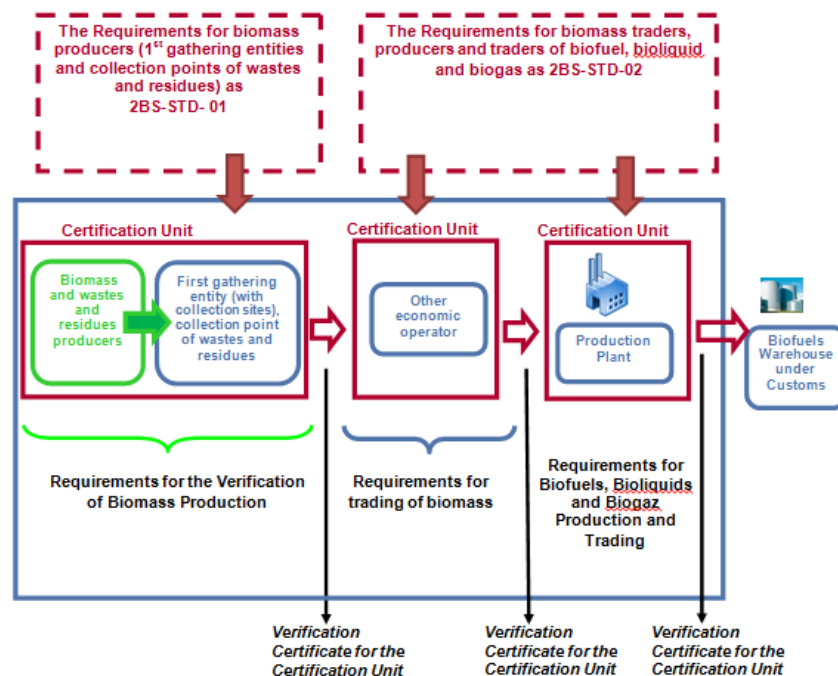 The Requirements for biomass
producers (1st gathering entities
and collection points of wastes
and residues) as
2BS-STD- 01
The Requirements for biomass traders,
producers and traders of biofuel, bioliquid
and biogas as 2BS-STD-02
Certification Unit
Certification Unit
Certification Unit
Biomass
and wastes
and
residues
producers
First gathering
entity (with
collection sites),
collection point
of wastes and
residues
Other
economic
operator
Production
Plant
Biofuels
Warehouse
under
Customs
Requirements for the Verification
of Biomass Production
Requirements for
trading of biomass
Requirements for
Biofuels, Bioliquids
and Biogaz
Production and
Trading
Verification
Certificate for the
Certification Unit
Verification
Certificate for the
Certification Unit
Verification
Certificate for the
Certification Unit